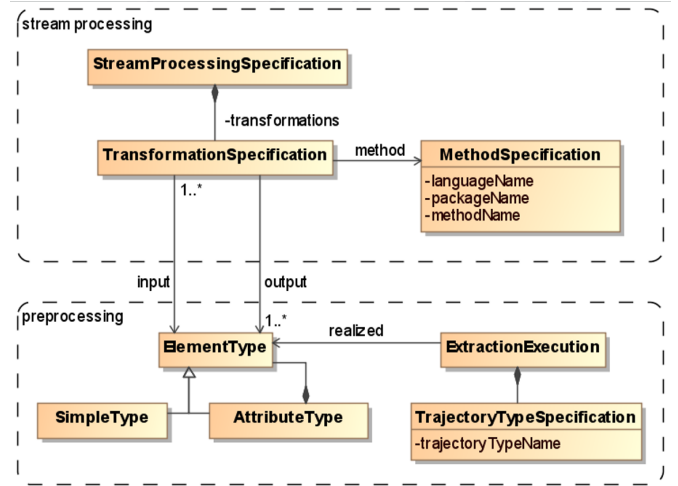 stream processing
StreamProcessingSpecification
-transformations
TransformationSpecification
method
MethodSpecification
-languageName
-packageName
-methodName
1..*
input
output
preprocessing
1..*
realized
ElementType
ExtractionExecution
SimpleType
AttributeType
TrajectoryTypeSpecification
-trajectoryTypeName